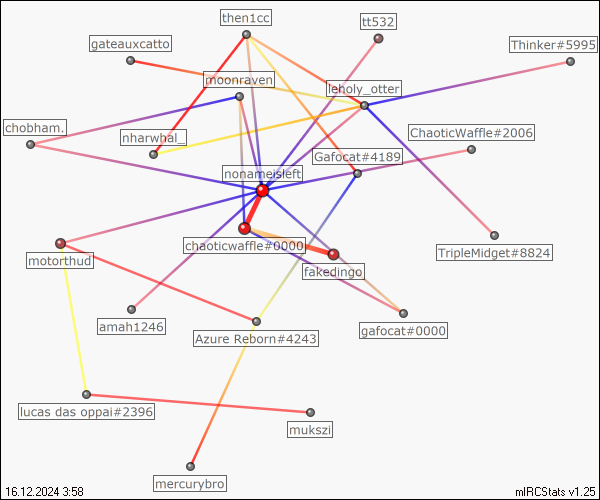 then1cc
tt532
gateauxcatto
Thinker#5995
moonraven
leholy_otter
chobham.
nharwhal_
ChaoticWaffle#2006
Gafocat#4189
nonameisleft
chaoticwaffle#0000
motorthud
fakedingo
TripleMidget#8824
amah1246
gafocat#0000
Azure Reborn#4243
lucas das oppai#2396
mukszi
mercurybro
16.12.2024 3:58
mIRCStats v1.25